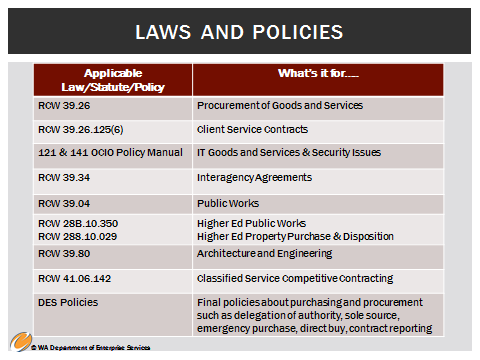 LAWS AND POLICIES
Applicable What's it for....
Law/Statute/Policy
RCW 39.26 Procurement of Goods and Services
RCW 39.26.125(6) Client Service Contracts
121 & 141 OCIO Policy Manual IT Goods and Services & Security Issues
RCW 39.34 Interagency Agreements
RCW 39.04 Public Works
RCW 28B.10.350 Higher Ed Public Works
RCW 288.10.029 Higher Ed Property Purchase & Disposition
RCW 39.80 Architecture and Engineering
RCW 41.06.142 Classified Service Competitive Contracting
DES Policies Final policies about purchasing and procurement
such as delegation of authority, sole source,
emergency purchase, direct buy, contract reporting
© WA Department of Enterprise Services